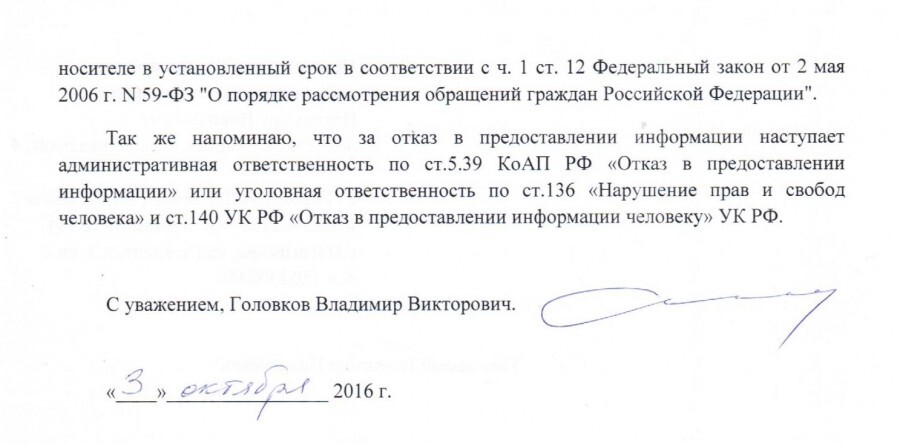 носителе в установленный срок в соответствии с ч. 1 ст. 12 Федеральный закон от 2 мая
2006 г. N 59-ФЗ "О порядке рассмотрения обращений граждан Российской Федерации".
Так же напоминаю, что за отказ в предоставлении информации наступает
административная ответственность по ст.5.39 КоАП РФ «Отказ в предоставлении
информации» или уголовная ответственность по ст.136 «Нарушение прав и свобод
человека» и ст.140 УК РФ «Отказ в предоставлении информации человеку» УК РФ.
С уважением, Головков Владимир Викторович.
«3» октября 2016 г.